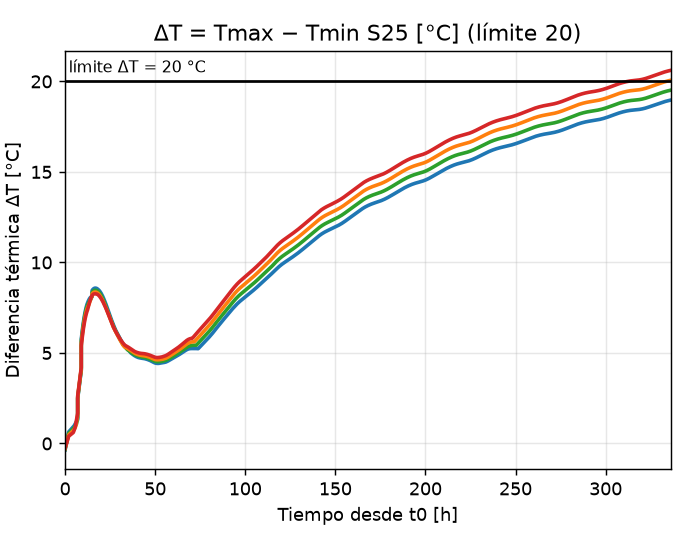 ΔT = Tmax − Tmin S25 [°C] (límite 20)
límite ΔT = 20 °C
20
15
10
5
0
Diferencia térmica ΔT [°C]
0 50 100 150 200 250 300
Tiempo desde t0 [h]